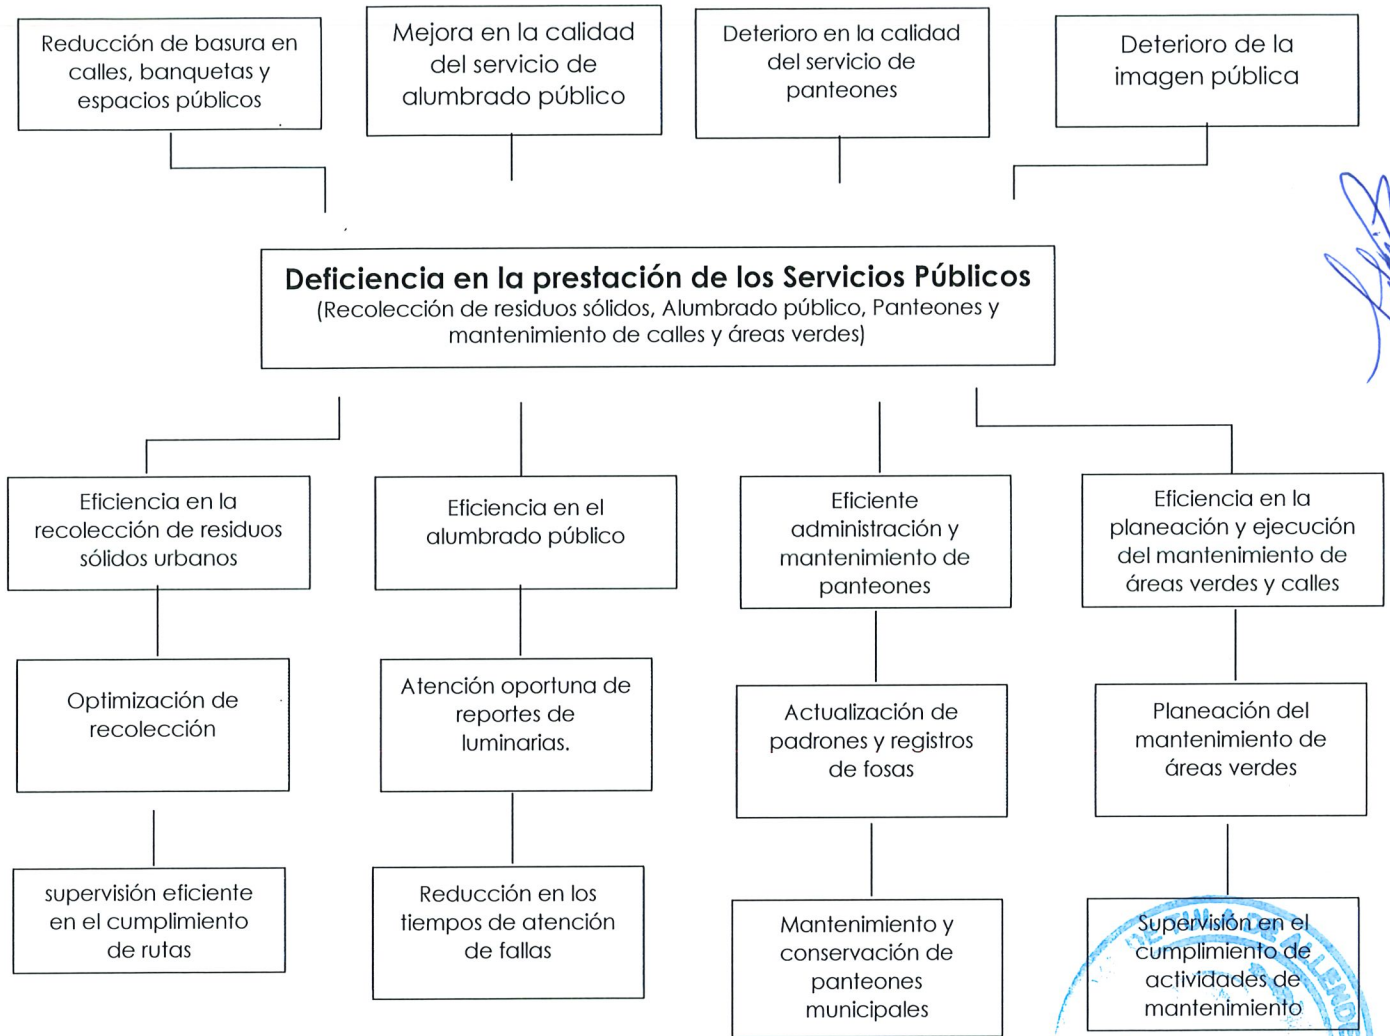 Reducción de basura en
calles, banquetas y
espacios públicos
Mejora en la calidad
del servicio de
alumbrado público
Deterioro en la calidad
del servicio de
panteones
Deterioro de la
imagen pública
Deficiencia en la prestación de los Servicios Públicos
(Recolección de residuos sólidos, Alumbrado público, Panteones y
mantenimiento de calles y áreas verdes)
Eficiencia en la
recolección de residuos
sólidos urbanos
Eficiencia en el
alumbrado público
Eficiente
administración y
mantenimiento de
panteones
Eficiencia en la
planeación y ejecución
del mantenimiento de
áreas verdes y calles
Optimización de
recolección
Atención oportuna de
reportes de
luminarias.
Actualización de
padrones y registros
de fosas
Planeación del
mantenimiento de
áreas verdes
supervisión eficiente
en el cumplimiento
de rutas
Reducción en los
tiempos de atención
de fallas
Mantenimiento y
conservación de
panteones
municipales
Supervisión en el
cumplimiento de
actividades de
mantenimiento
DE TULA DE ALLENDE